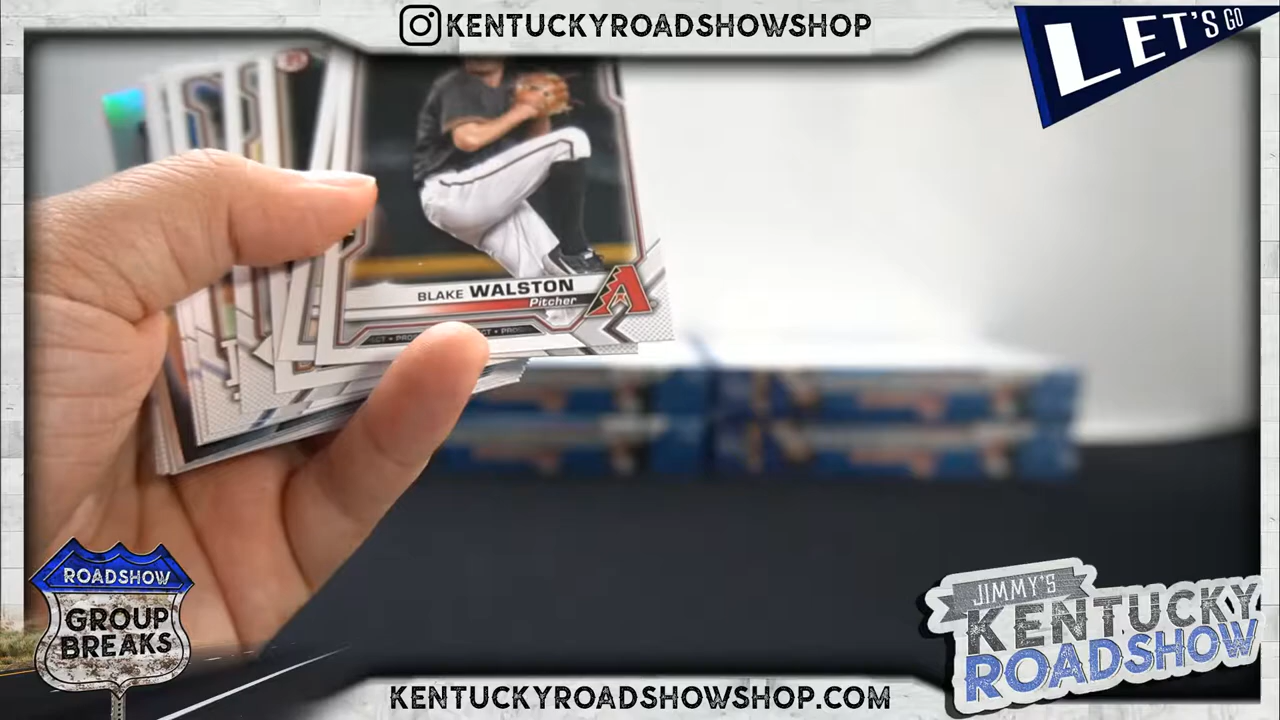 KENTUCKYROADSHOWSHOP
LET'S GO
BLAKE WALSTON
Pitcher
ROADSHOW
GROUP
BREAKS
JIMMY'S
KENTUCKY
ROADSHOW
KENTUCKYROADSHOWSHOP.COM